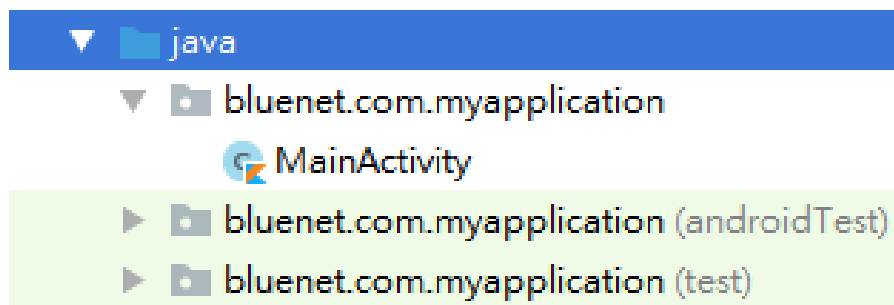 java
bluenet.com.myapplication
MainActivity
bluenet.com.myapplication (androidTest)
bluenet.com.myapplication (test)